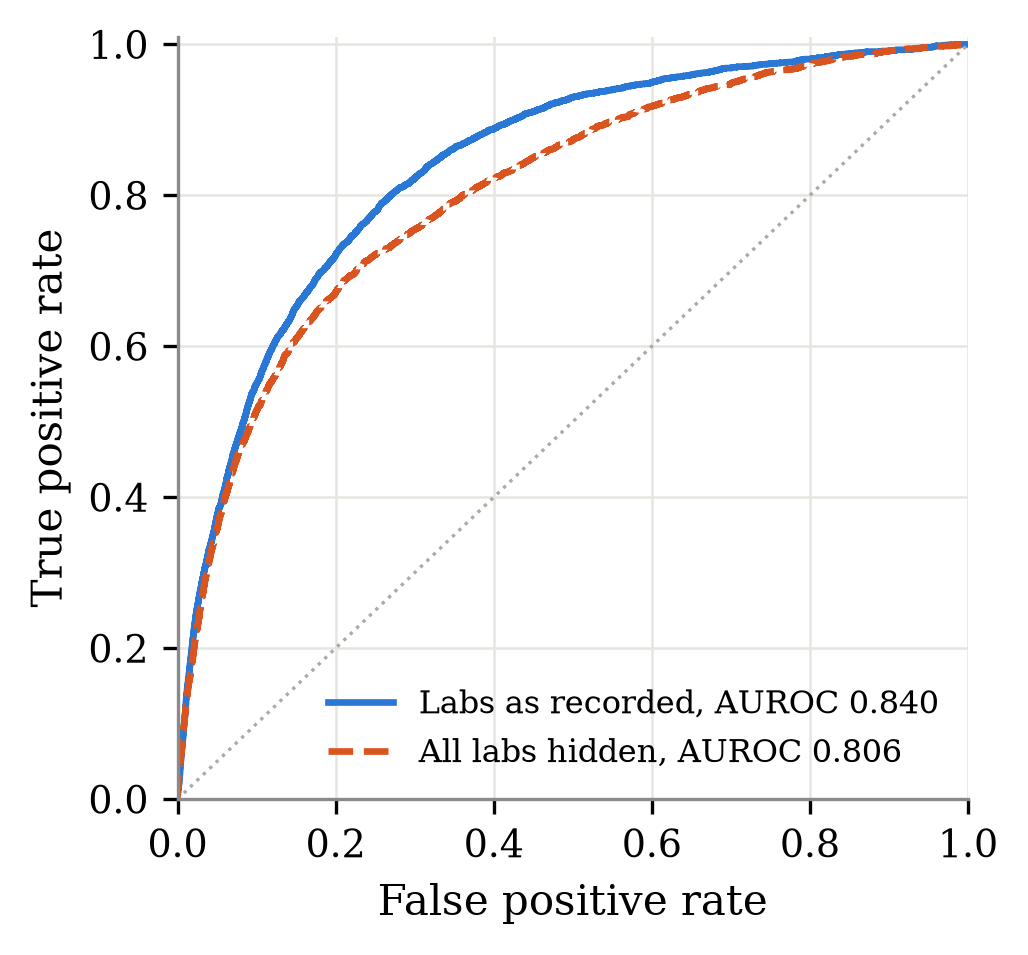 1.0
0.8
0.6
0.4
0.2
0.0
True positive rate
Labs as recorded, AUROC 0.840
All labs hidden, AUROC 0.806
0.0 0.2 0.4 0.6 0.8 1.0
False positive rate